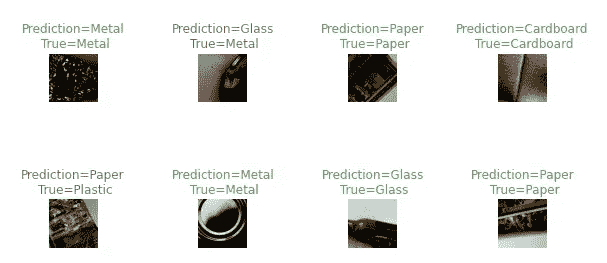 Prediction=Metal
True=Metal
Prediction=Glass
True=Metal
Prediction=Paper
True=Paper
Prediction=Cardboard
True=Cardboard
Prediction=Paper
True=Plastic
Prediction=Metal
True=Metal
Prediction=Glass
True=Glass
Prediction=Paper
True=Paper